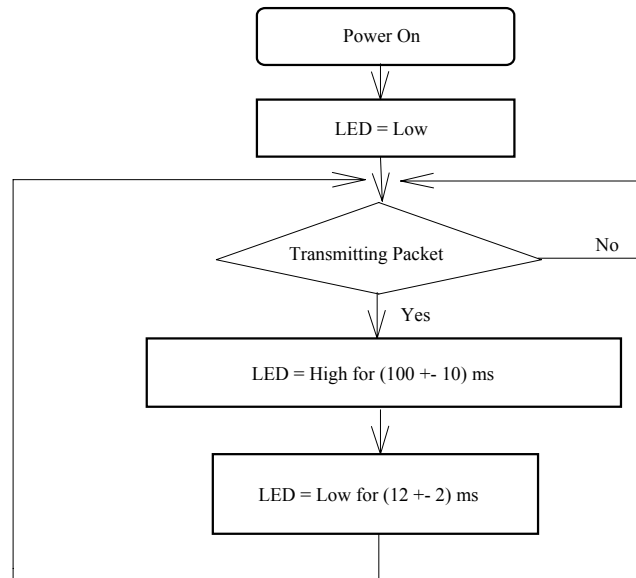 Power On
LED = Low
Transmitting Packet
No
Yes
LED = High for (100 +- 10) ms
LED = Low for (12 +- 2) ms